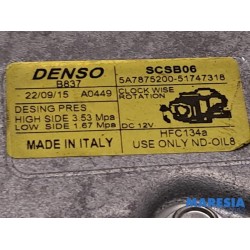 DENSO SCSB06
B837 5A7875200-51747318
22/09/15 A0449 CLOCK WISE
ROTATION
DESING PRES.
HIGH SIDE 3.53 Mpa
LOW SIDE 1.67 Mpa DC 12V
HFC134a
MADE IN ITALY USE ONLY ND-OIL8
MARESIA